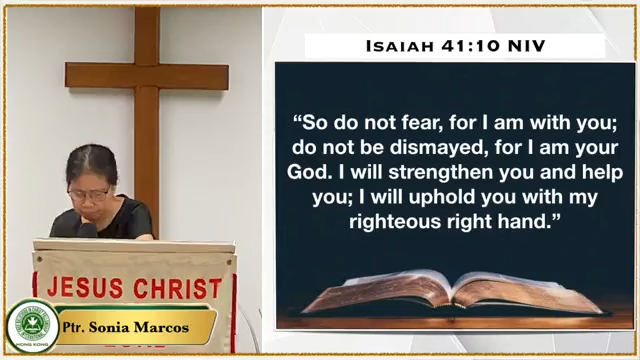 ISAIAH 41:10 NIV
“So do not fear, for I am with you;
do not be dismayed, for I am your
God. I will strengthen you and help
you; I will uphold you with my
righteous right hand.”
JESUS CHRIST
Ptr. Sonia Marcos
HONG KONG